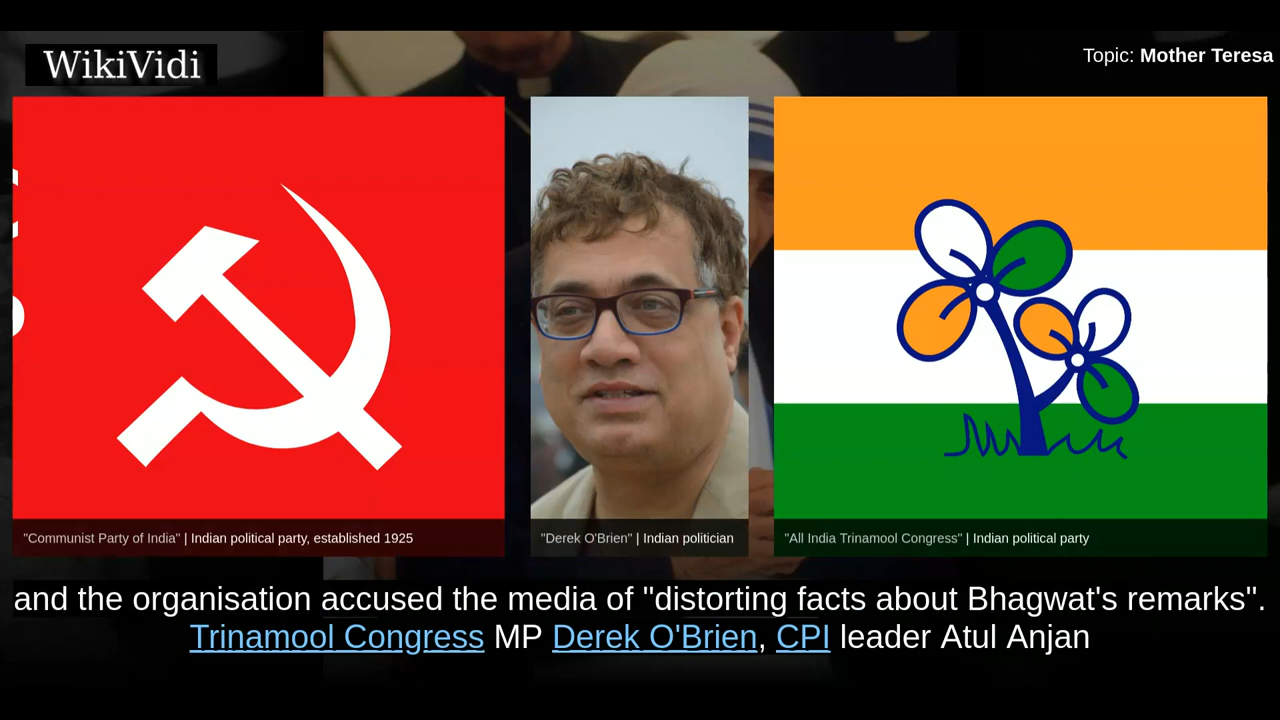 WikiVidi
Topic: Mother Teresa
"Communist Party of India" | Indian political party, established 1925
"Derek O'Brien" | Indian politician
"All India Trinamool Congress" | Indian political party
and the organisation accused the media of "distorting facts about Bhagwat's remarks".
Trinamool Congress MP Derek O'Brien, CPI leader Atul Anjan